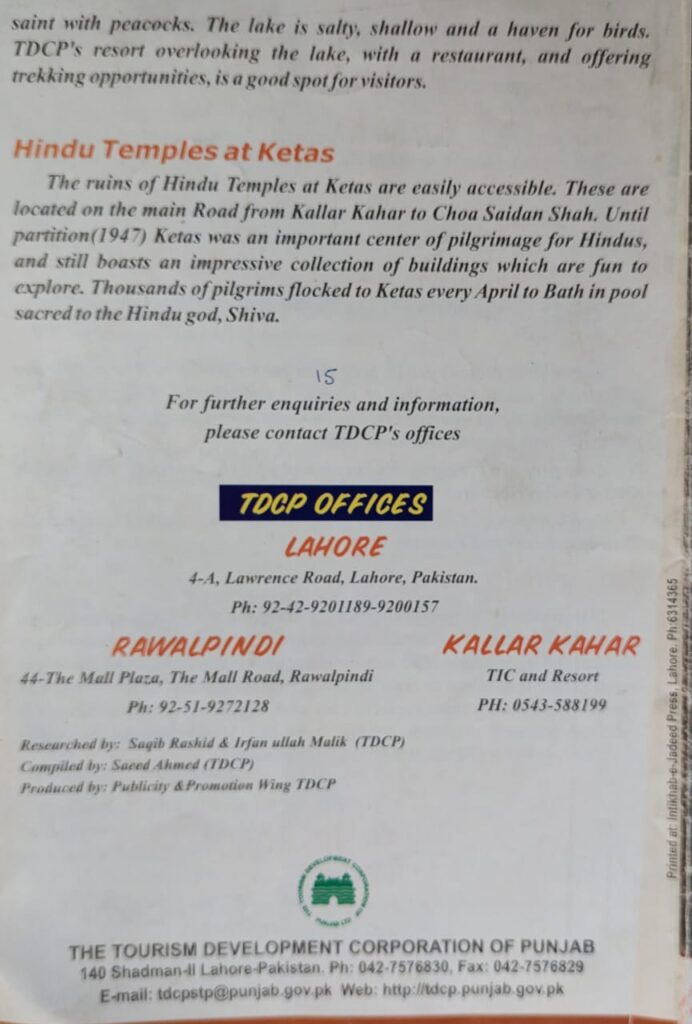 saint with peacocks. The lake is salty, shallow and a haven for birds.
TDCP's resort overlooking the lake, with a restaurant, and offering
trekking opportunities, is a good spot for visitors.
Hindu Temples at Ketas
The ruins of Hindu Temples at Ketas are easily accessible. These are
located on the main Road from Kallar Kahar to Choa Saidan Shah. Until
partition(1947) Ketas was an important center of pilgrimage for Hindus,
and still boasts an impressive collection of buildings which are fun to
explore. Thousands of pilgrims flocked to Ketas every April to Bath in pool
sacred to the Hindu god, Shiva.
15
For further enquiries and information,
please contact TDCP's offices
TDCP OFFICES
LAHORE
4-A, Lawrence Road, Lahore, Pakistan.
Ph: 92-42-9201189-9200157
RAWALPINDI
44-The Mall Plaza, The Mall Road, Rawalpindi
Ph: 92-51-9272128
KALLAR KAHAR
TIC and Resort
PH: 0543-588199
Researched by: Saqib Rashid & Irfan ullah Malik (TDCP)
Compiled by: Saeed Ahmed (TDCP)
Produced by: Publicity &Promotion Wing TDCP
Printed at: Intikhab-e-Jadeed Press, Lahore. Ph:6314365
THE TOURISM DEVELOPMENT CORPORATION OF
PUNJAB LTD
THE TOURISM DEVELOPMENT CORPORATION OF PUNJAB
140 Shadman-II Lahore-Pakistan. Ph: 042-7576830, Fax: 042-7576829
E-mail: tdcpstp@punjab.gov.pk Web: http://tdcp.punjab.gov.pk